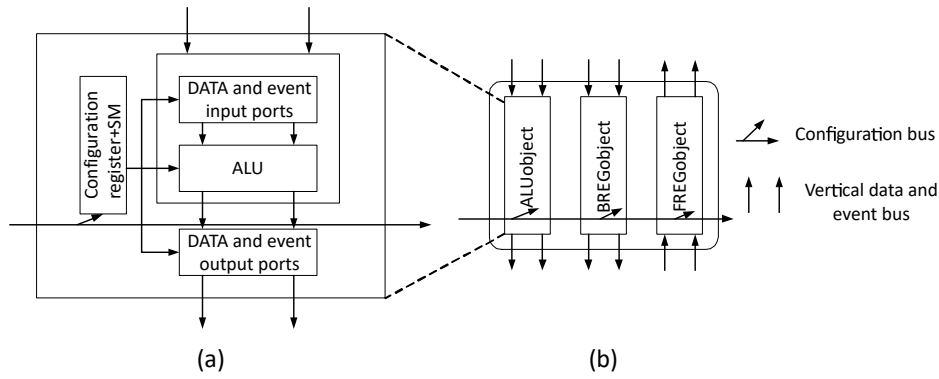 DATA and event
input ports
Configuration
register+SM
ALU
DATA and event
output ports
(a)
ALUobject
BREGobject
FREGobject
(b)
Configuration bus
Vertical data and
event bus